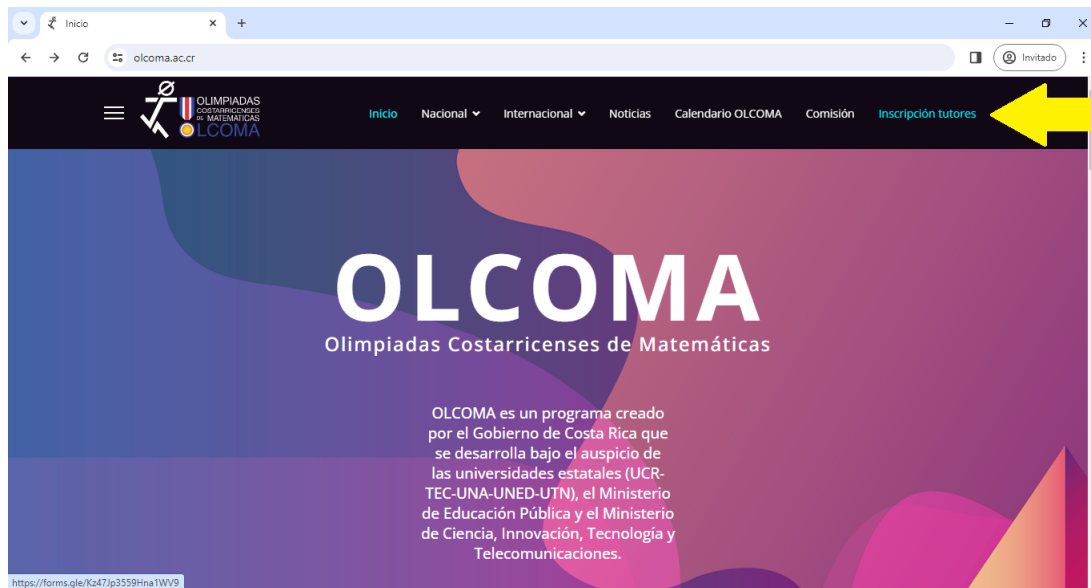 Inicio
olcoma.ac.cr
Invitado
OLIMPIADAS
COSTARRICENSES
DE MATEMÁTICAS
OLCOMA
Inicio Nacional Internacional Noticias Calendario OLCOMA Comisión Inscripción tutores
OLCOMA
Olimpiadas Costarricenses de Matemáticas
OLCOMA es un programa creado
por el Gobierno de Costa Rica que
se desarrolla bajo el auspicio de
las universidades estatales (UCR-
TEC-UNA-UNED-UTN), el Ministerio
de Educación Pública y el Ministerio
de Ciencia, Innovación, Tecnología y
Telecomunicaciones.
https://forms.gle/Kz47Jp3559Hna1WV9